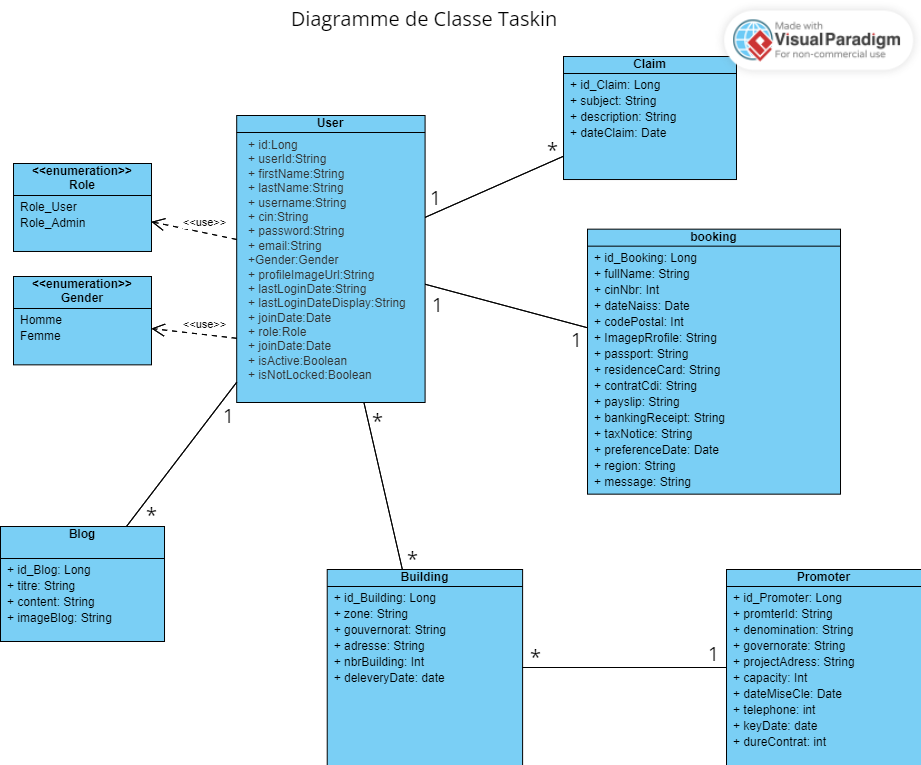 Diagramme de Classe Taskin
Made with
VisualParadigm
For non-commercial use
Claim
+ id_Claim: Long
+ subject: String
+ description: String
+ dateClaim: Date
User
+ id:Long
+ userId:String
+ firstName:String
+ lastName:String
+ username:String
+ cin:String
+ password:String
+ email:String
+Gender:Gender
+ profileImageUrl:String
+ lastLoginDate:String
+ lastLoginDateDisplay:String
+ joinDate:Date
+ role:Role
+ joinDate:Date
+ isActive:Boolean
+ isNotLocked:Boolean
<<enumeration>>
Role
Role_User
Role_Admin
<<use>>
<<enumeration>>
Gender
Homme
Femme
<<use>>
1
*
booking
+ id_Booking: Long
+ fullName: String
+ cinNbr: Int
+ dateNaiss: Date
+ codePostal: Int
+ ImagepRrofile: String
+ passport: String
+ residenceCard: String
+ contratCdi: String
+ payslip: String
+ bankingReceipt: String
+ taxNotice: String
+ preferenceDate: Date
+ region: String
+ message: String
1
1
1
*
*
*
Blog
+ id_Blog: Long
+ titre: String
+ content: String
+ imageBlog: String
Building
+ id_Building: Long
+ zone: String
+ gouvernorat: String
+ adresse: String
+ nbrBuilding: Int
+ deleveryDate: date
*
1
Promoter
+ id_Promoter: Long
+ promterId: String
+ denomination: String
+ governorate: String
+ projectAdress: String
+ capacity: Int
+ dateMiseCle: Date
+ telephone: int
+ keyDate: date
+ dureContrat: int